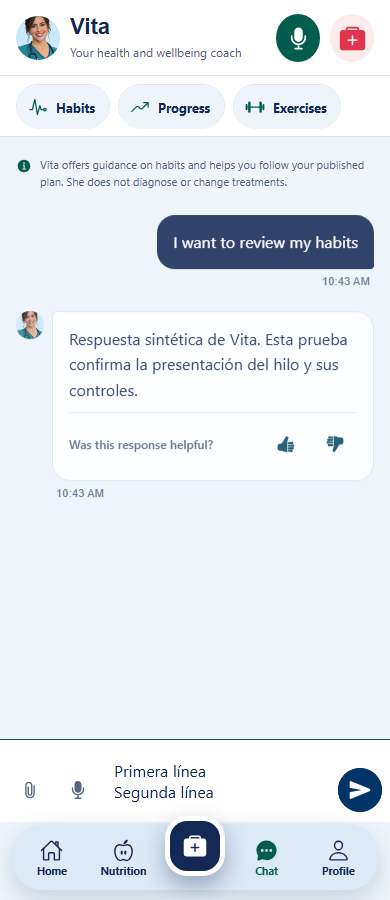 Vita
Your health and wellbeing coach
Habits
Progress
Exercises
Vita offers guidance on habits and helps you follow your published
plan. She does not diagnose or change treatments.
I want to review my habits
10:43 AM
Respuesta sintética de Vita. Esta prueba
confirma la presentación del hilo y sus
controles.
Was this response helpful?
10:43 AM
Primera línea
Segunda línea
Home
Nutrition
Chat
Profile